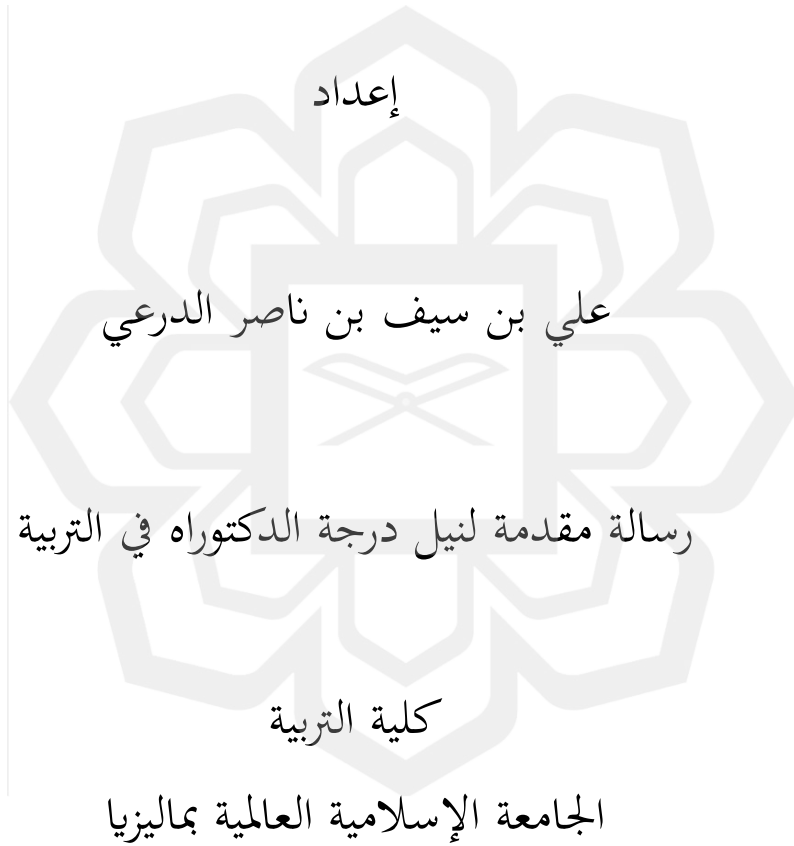 إعداد
علي بن سيف بن ناصر الدرعي
رسالة مقدمة لنيل درجة الدكتوراه في التربية
كلية التربية
الجامعة الإسلامية العالمية بماليزيا